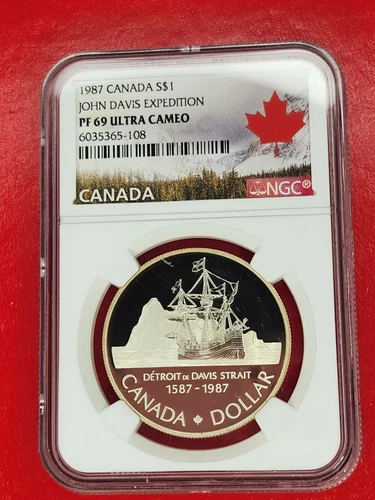 1987 CANADA S$1
JOHN DAVIS EXPEDITION
PF 69 ULTRA CAMEO
6035365-108
CANADA
NGC®
DÉTROIT DE DAVIS STRAIT
1587-1987
CANADA DOLLAR